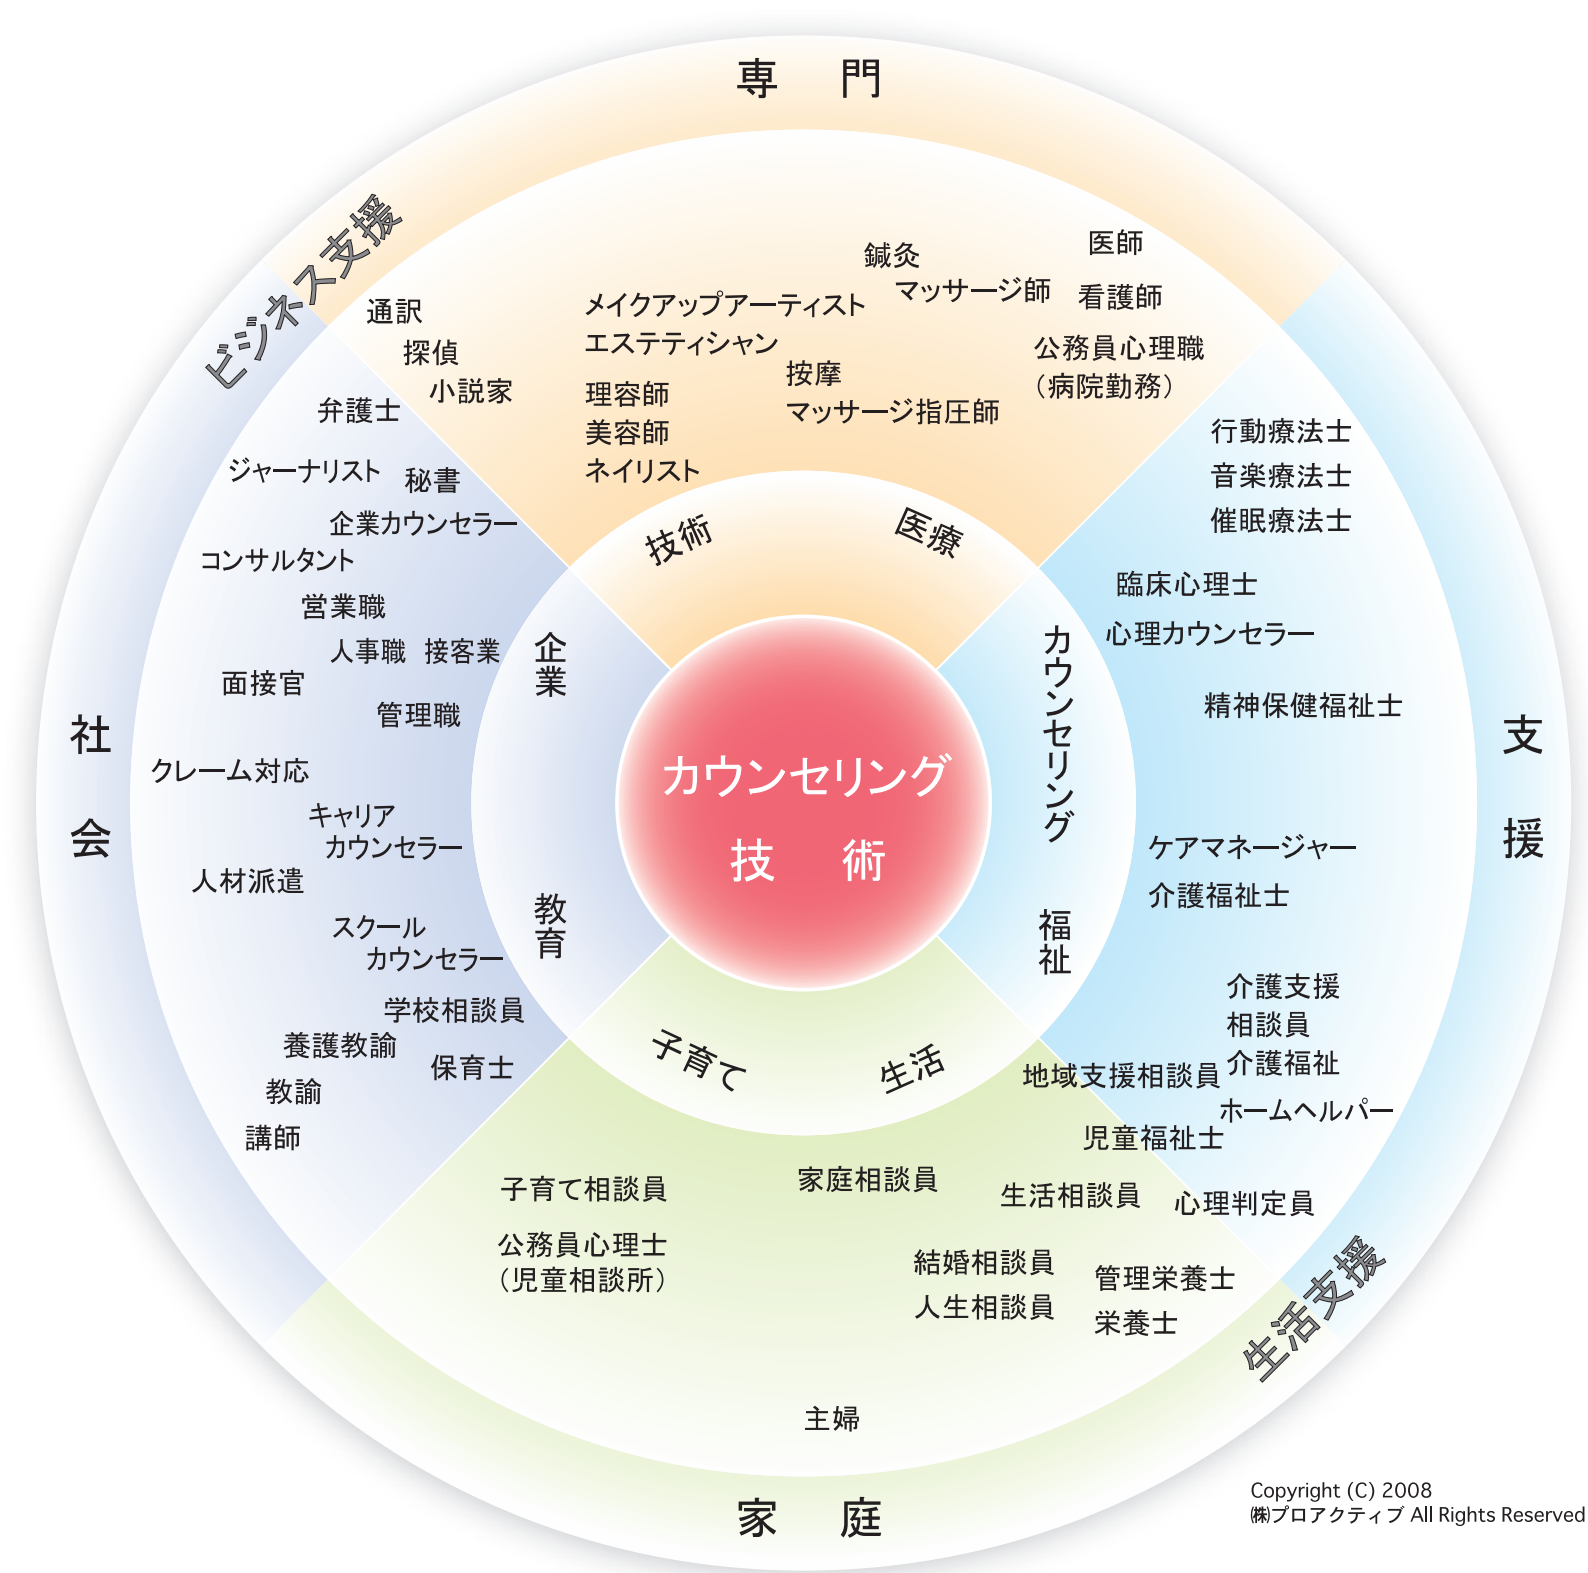 専門
ビジネス支援
通訳
探偵
小説家
メイクアップアーティスト
エステティシャン
理容師
美容師
ネイリスト
鍼灸
マッサージ師
按摩
マッサージ指圧師
医師
看護師
公務員心理職
（病院勤務）
技術
医療
社会
弁護士
ジャーナリスト
秘書
企業カウンセラー
コンサルタント
営業職
人事職
接客業
面接官
管理職
クレーム対応
キャリア
カウンセラー
人材派遣
スクール
カウンセラー
学校相談員
養護教諭
保育士
教諭
講師
企業
教育
カウンセリング
技術
カウンセリング
福祉
行動療法士
音楽療法士
催眠療法士
臨床心理士
心理カウンセラー
精神保健福祉士
ケアマネージャー
介護福祉士
介護支援
相談員
介護福祉
ホームヘルパー
地域支援相談員
児童福祉士
心理判定員
支援
生活支援
子育て
生活
子育て相談員
公務員心理士
（児童相談所）
家庭相談員
生活相談員
結婚相談員
人生相談員
管理栄養士
栄養士
主婦
家庭
Copyright (C) 2008
㈱プロアクティブ All Rights Reserved